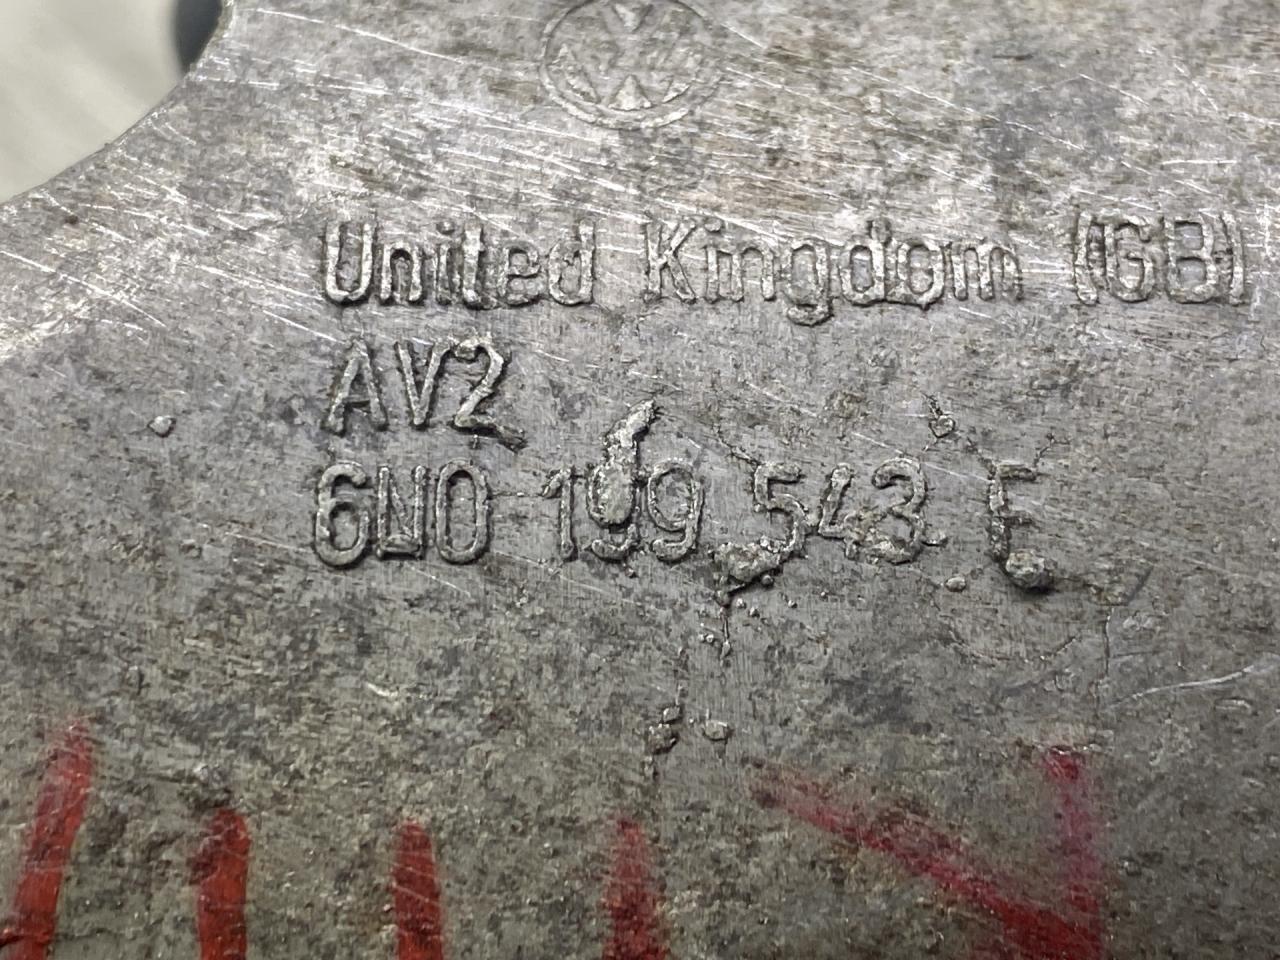 United Kingdom (GB)
AV2
6N0 199 543 E